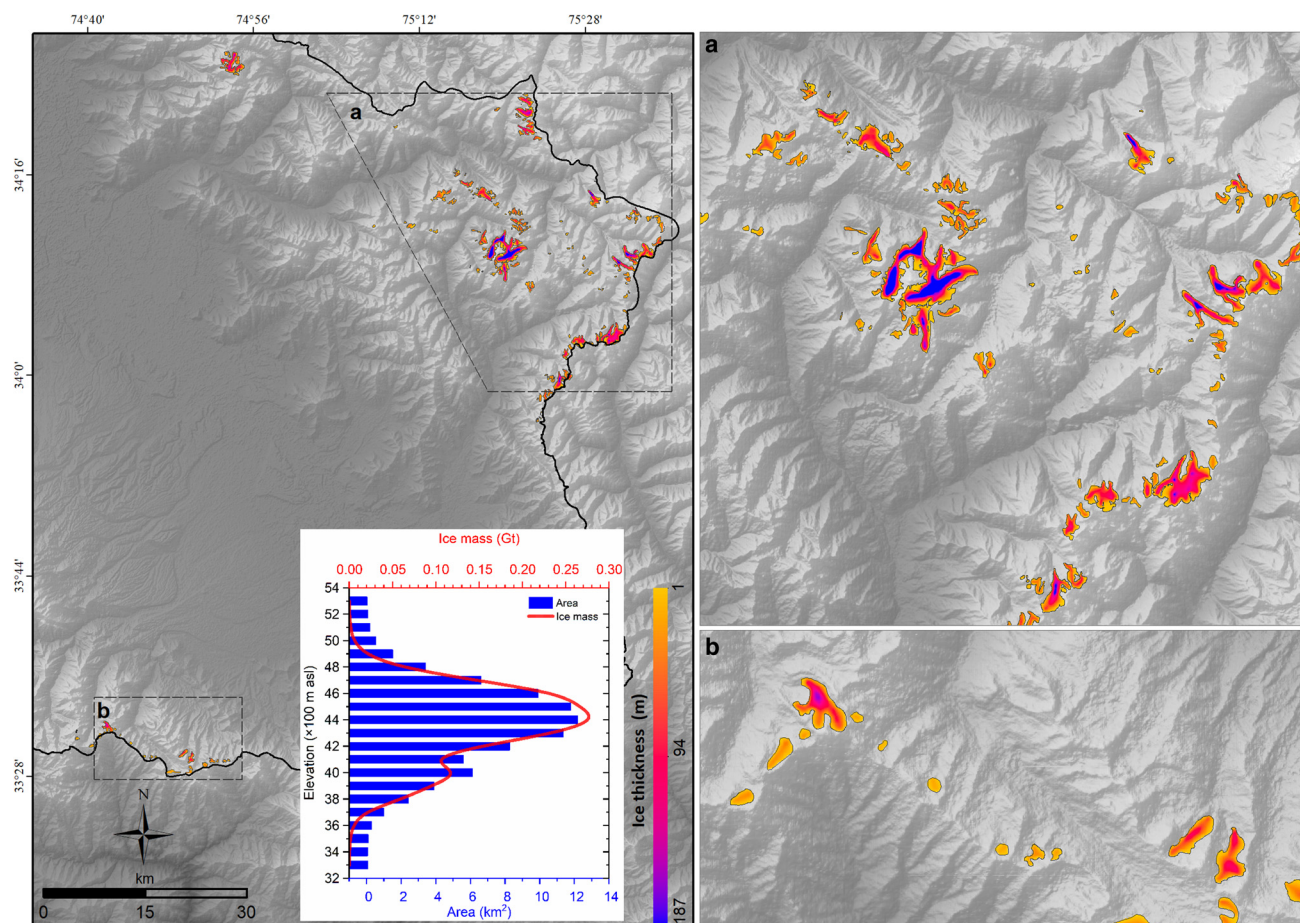 74°40'
74°56'
75°12'
75°28'
34°16'
34°0'
33°44'
33°28'
a
b
N
km
0 15 30
Ice mass (Gt)
0.00 0.05 0.10 0.15 0.20 0.25 0.30
Area
Ice mass
Elevation (×100 m asl)
54
52
50
48
46
44
42
40
38
36
34
32
0 2 4 6 8 10 12 14
Area (km²)
Ice thickness (m)
1
94
187
a
b